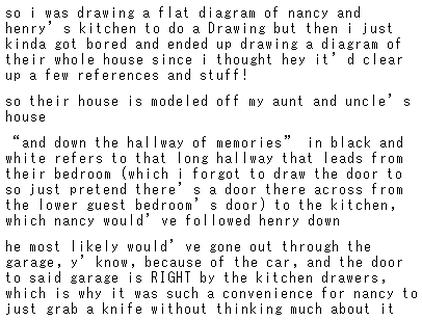 so i was drawing a flat diagram of nancy and
henry's kitchen to do a Drawing but then i just
kinda got bored and ended up drawing a diagram of
their whole house since i thought hey it'd clear
up a few references and stuff!
so their house is modeled off my aunt and uncle's
house
“and down the hallway of memories” in black and
white refers to that long hallway that leads from
their bedroom (which i forgot to draw the door to
so just pretend there's a door there across from
the lower guest bedroom's door) to the kitchen,
which nancy would've followed henry down
he most likely would've gone out through the
garage, y'know, because of the car, and the door
to said garage is RIGHT by the kitchen drawers,
which is why it was such a convenience for nancy to
just grab a knife without thinking much about it